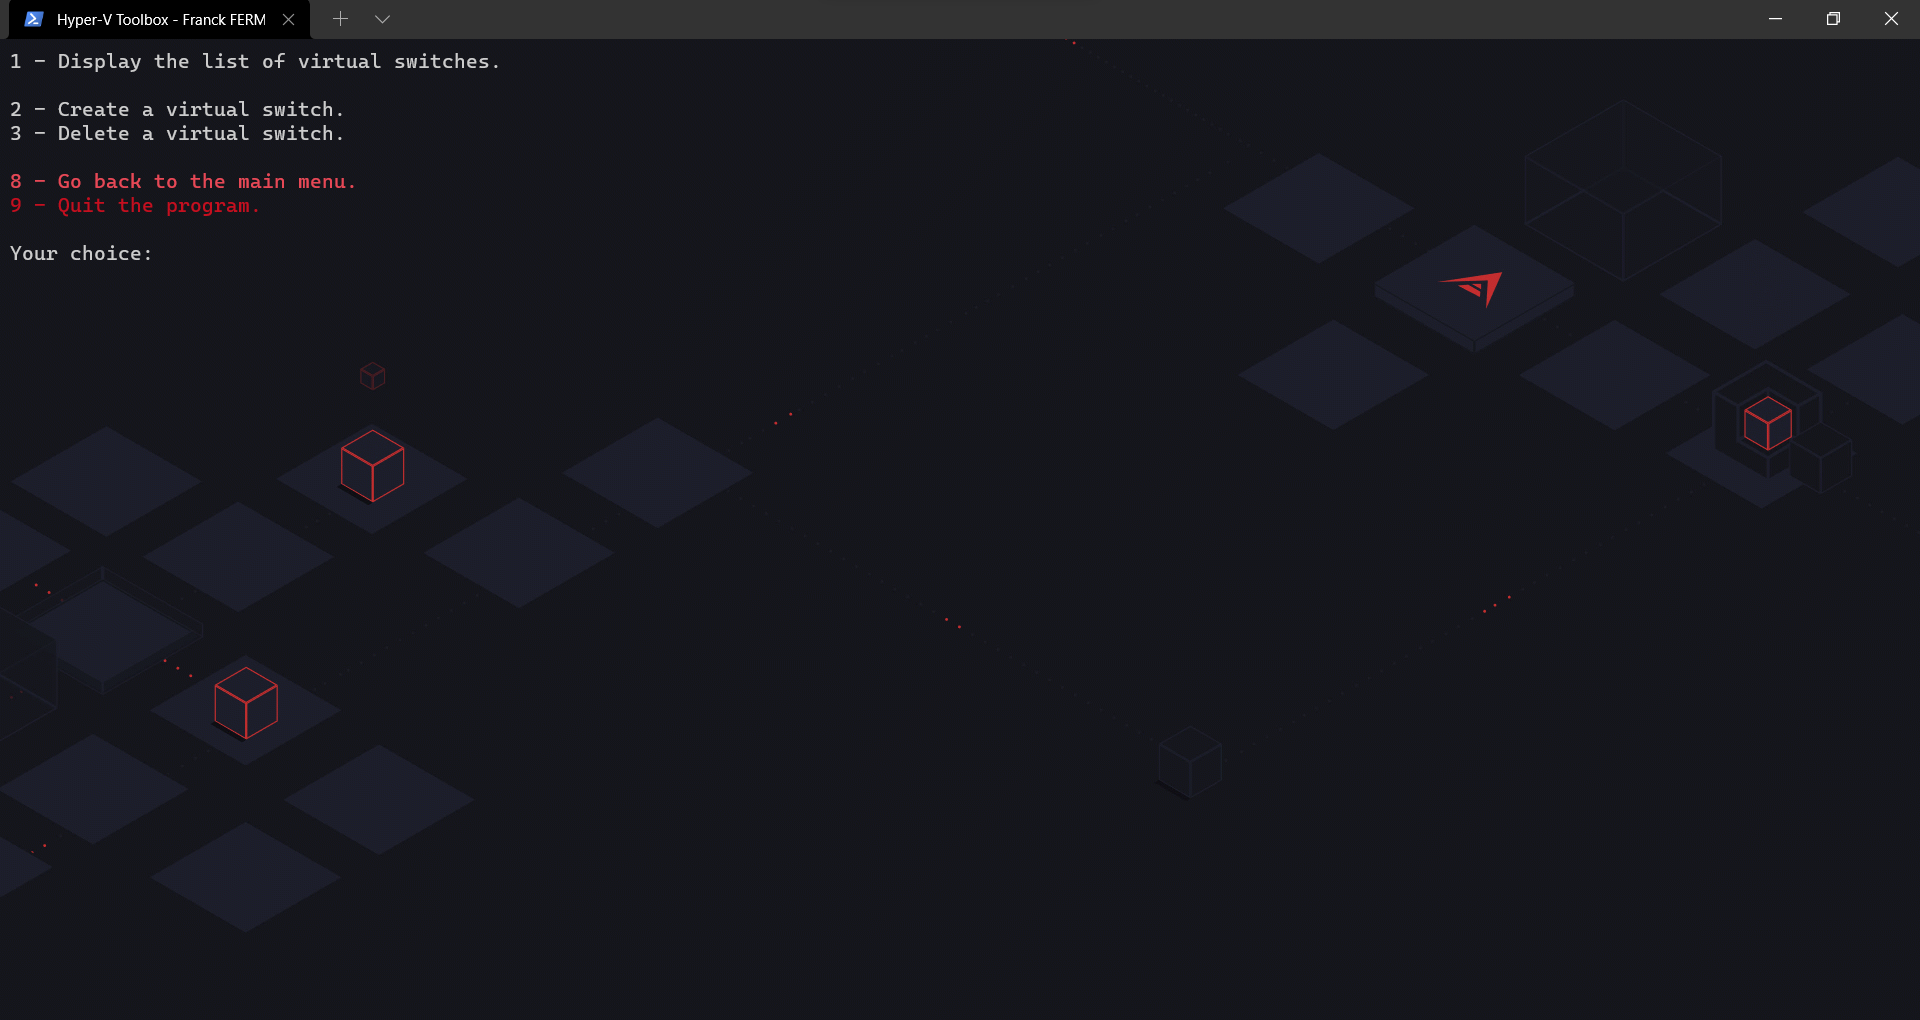 Hyper-V Toolbox - Franck FERM
1 - Display the list of virtual switches.
2 - Create a virtual switch.
3 - Delete a virtual switch.
8 - Go back to the main menu.
9 - Quit the program.
Your choice: